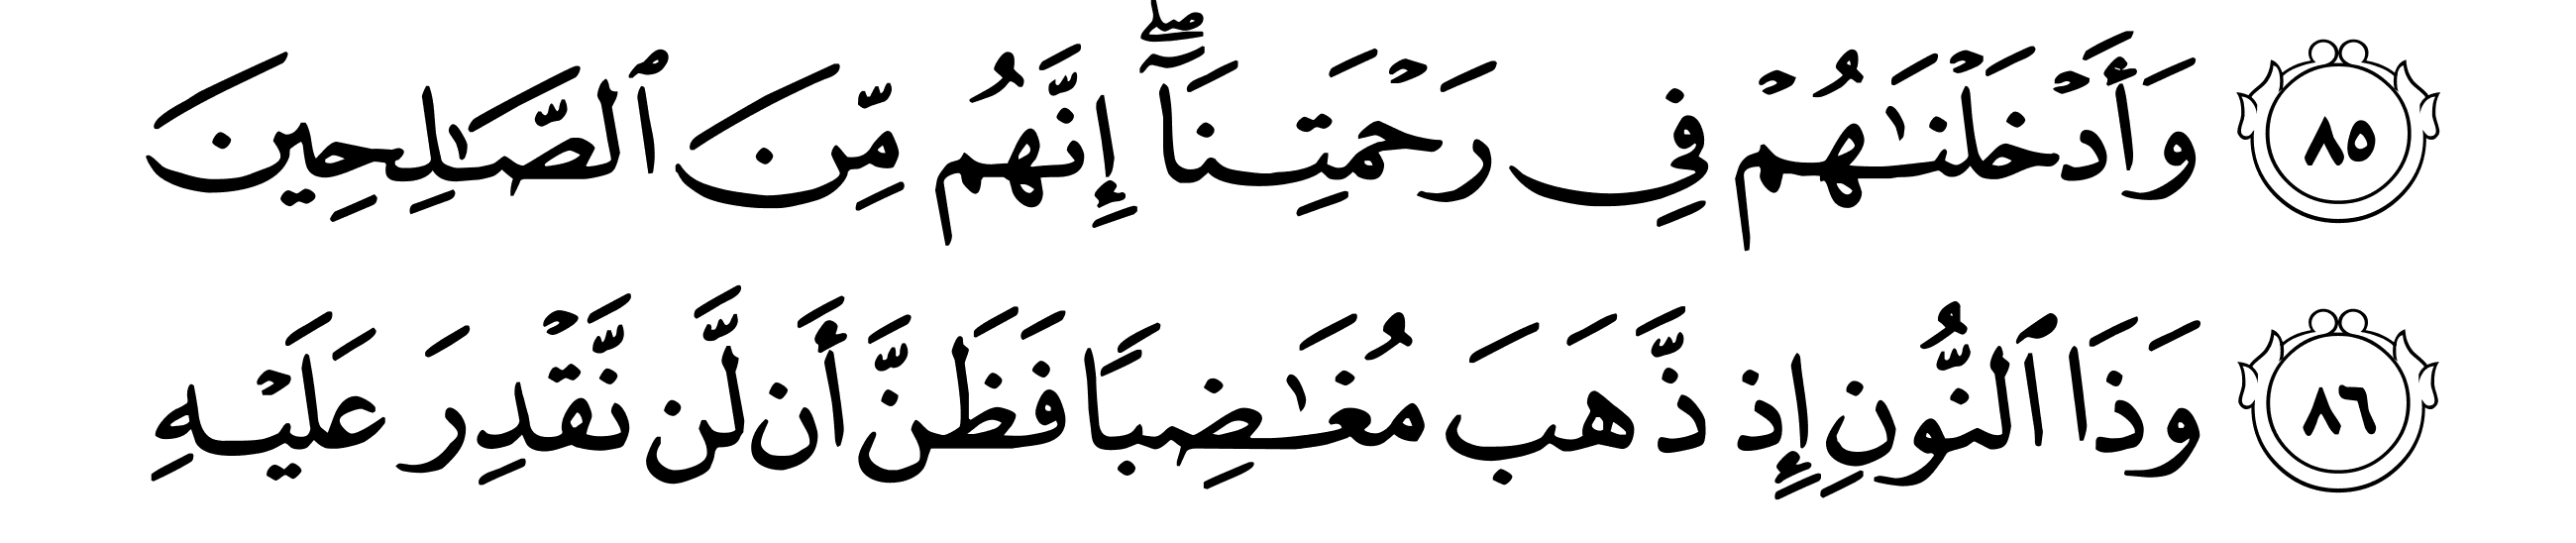 ٨٥ وَأَدۡخَلۡنَٰهُمۡ فِي رَحۡمَتِنَآۖ إِنَّهُم مِّنَ ٱلصَّٰلِحِينَ
٨٦ وَذَا ٱلنُّونِ إِذ ذَّهَبَ مُغَٰضِبًا فَظَنَّ أَن لَّن نَّقۡدِرَ عَلَيۡهِ